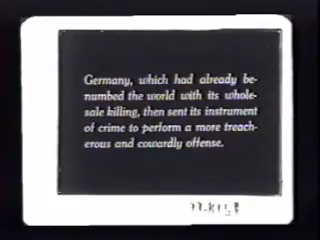 Germany, which had already be-
numbed the world with its whole-
sale killing, then sent its instrument
of crime to perform a more treach-
erous and cowardly offense.